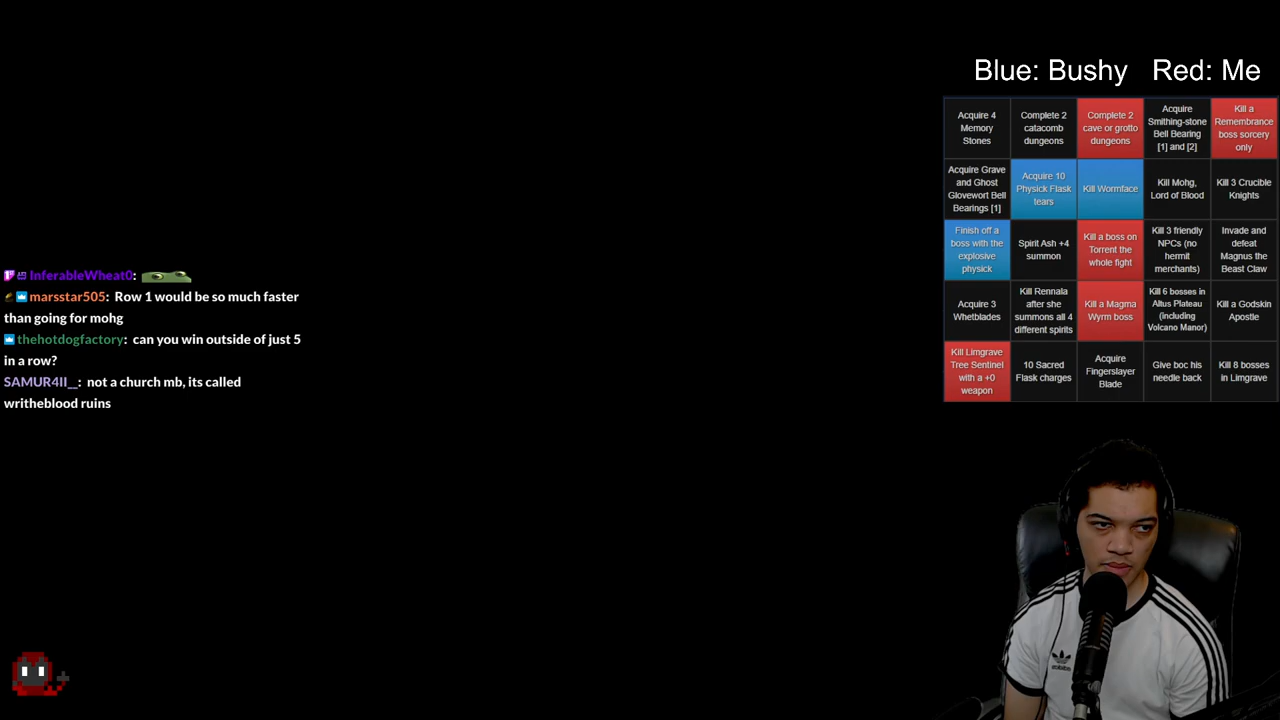 Blue: Bushy Red: Me
Acquire 4
Memory
Stones
Complete 2
catacomb
dungeons
Complete 2
cave or grotto
dungeons
Acquire
Smithing-stone
Bell Bearing
[1] and [2]
Kill a
Remembrance
boss sorcery
only
Acquire Grave
and Ghost
Glovewort Bell
Bearings [1]
Acquire 10
Physick Flask
tears
Kill Wormface
Kill Mohg,
Lord of Blood
Kill 3 Crucible
Knights
Finish off a
boss with the
explosive
physick
Spirit Ash +4
summon
Kill a boss on
Torrent the
whole fight
Kill 3 friendly
NPCs (no
hermit
merchants)
Invade and
defeat
Magnus the
Beast Claw
Acquire 3
Whetblades
Kill Rennala
after she
summons all 4
different spirits
Kill a Magma
Wyrm boss
Kill 6 bosses in
Altus Plateau
(including
Volcano Manor)
Kill a Godskin
Apostle
Kill Limgrave
Tree Sentinel
with a +0
weapon
10 Sacred
Flask charges
Acquire
Fingerslayer
Blade
Give boc his
needle back
Kill 8 bosses
in Limgrave
InferableWheat0:
marsstar505: Row 1 would be so much faster
than going for mohg
thehotdogfactory: can you win outside of just 5
in a row?
SAMUR4II__: not a church mb, its called
writheblood ruins